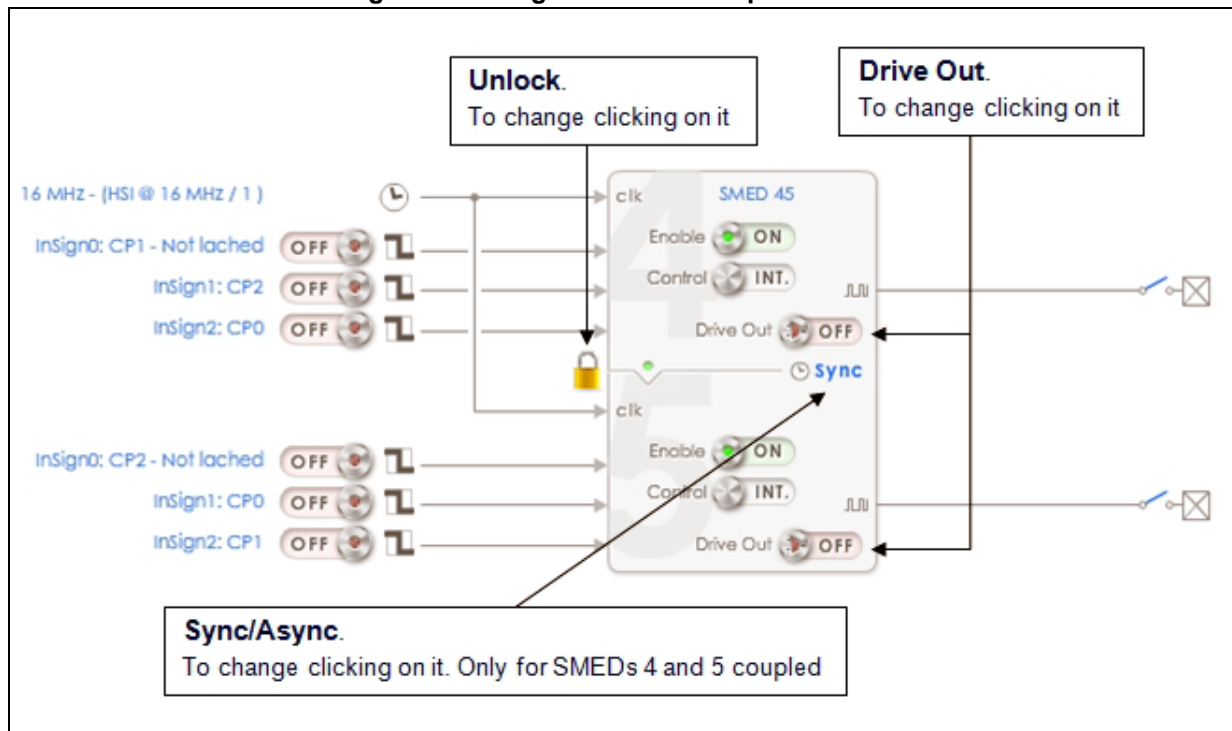 Unlock.
To change clicking on it
Drive Out.
To change clicking on it
16 MHz - (HSI @ 16 MHz / 1 )
clk
SMED 45
InSign0: CP1 - Not lached
OFF
Enable
ON
InSign1: CP2
OFF
Control
INT.
InSign2: CP0
OFF
Drive Out
OFF
4
Sync
clk
5
InSign0: CP2 - Not lached
OFF
Enable
ON
InSign1: CP0
OFF
Control
INT.
InSign2: CP1
OFF
Drive Out
OFF
Sync/Async.
To change clicking on it. Only for SMEDs 4 and 5 coupled